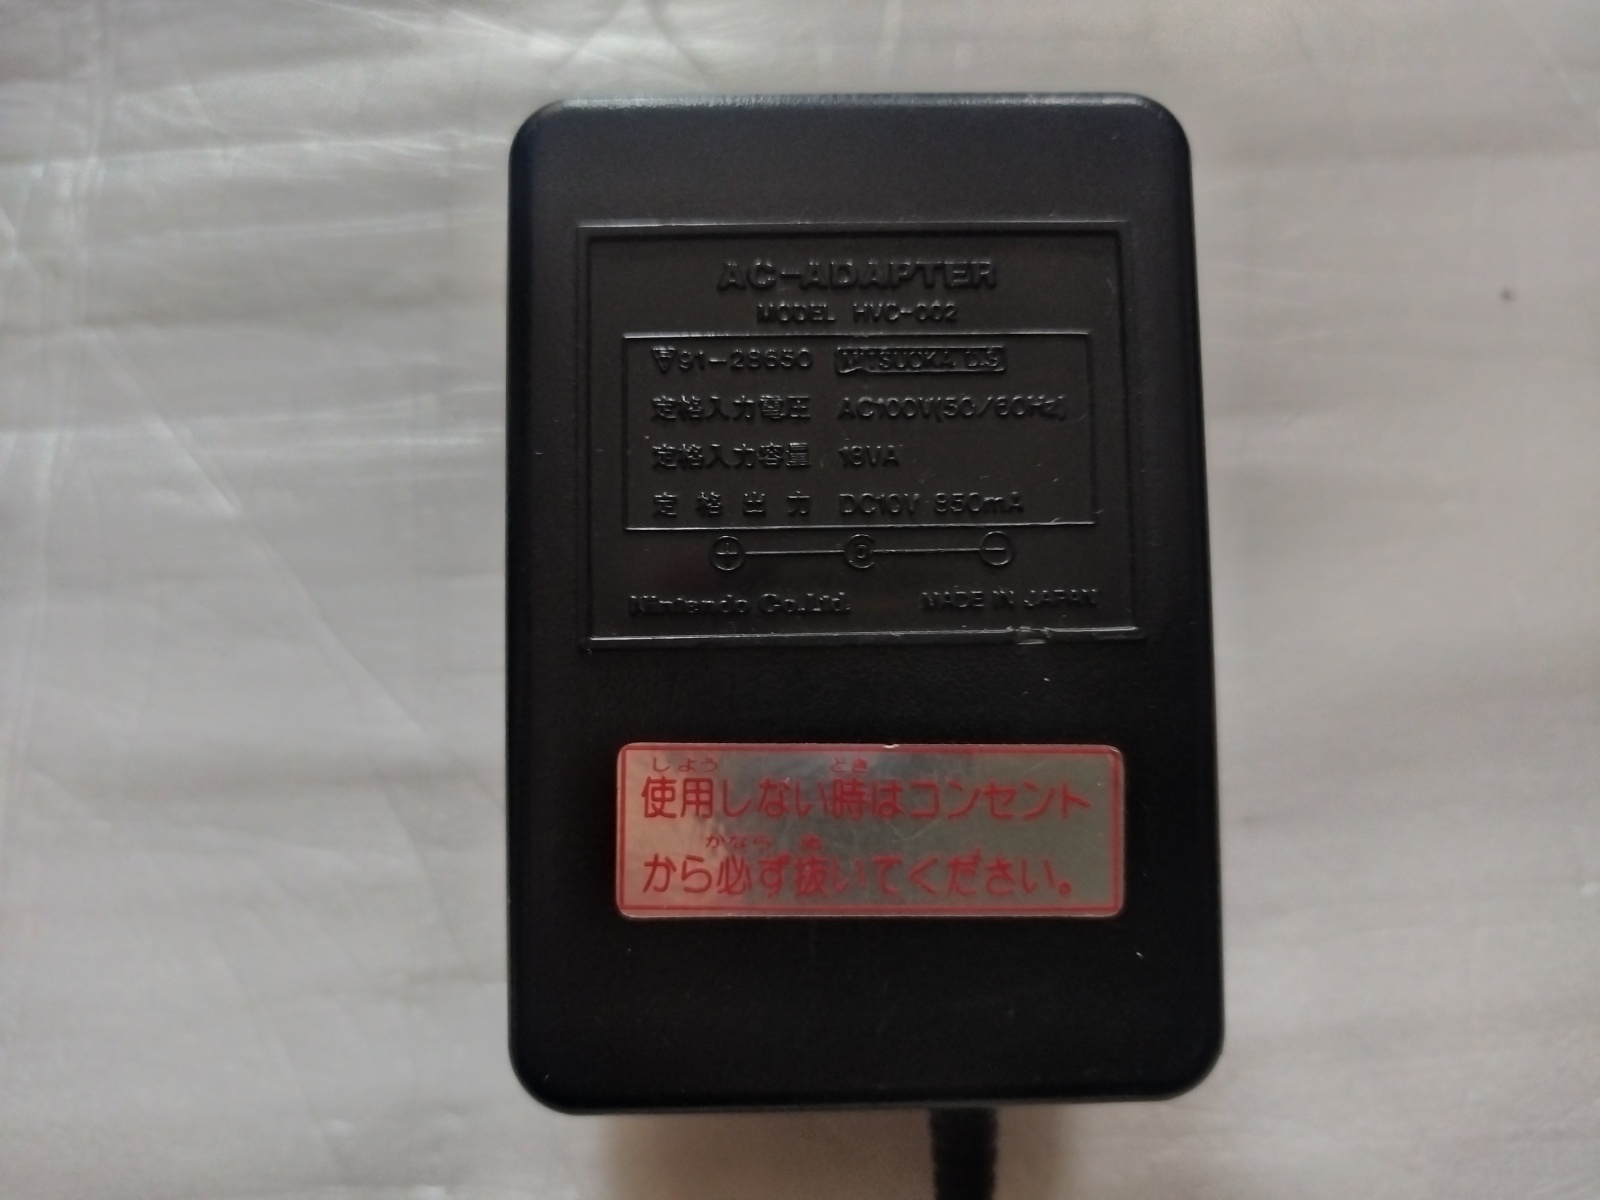 AC-ADAPTER
MODEL HVC-002
91-28650 MITSUOKA D.S
定格入力電圧 AC100V(50/60Hz)
定格入力容量 18VA
定格出力 DC10V 850mA
Nintendo Co.,Ltd. MADE IN JAPAN
しよう とき
使用しない時はコンセント
かなら ぬ
から必ず抜いてください。